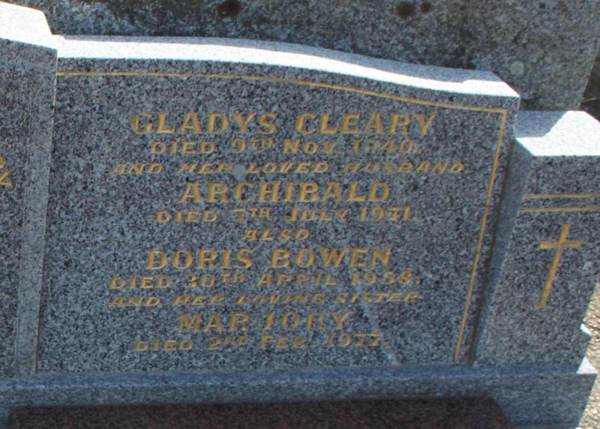 GLADYS CLEARY
DIED 9TH NOV. 1940.
AND HER LOVED HUSBAND
ARCHIBALD
DIED 7TH JULY 1971.
ALSO
DORIS BOWEN
DIED 30TH APRIL 1958.
AND HER LOVING SISTER
MARJORY
DIED 2ND FEB. 1977.